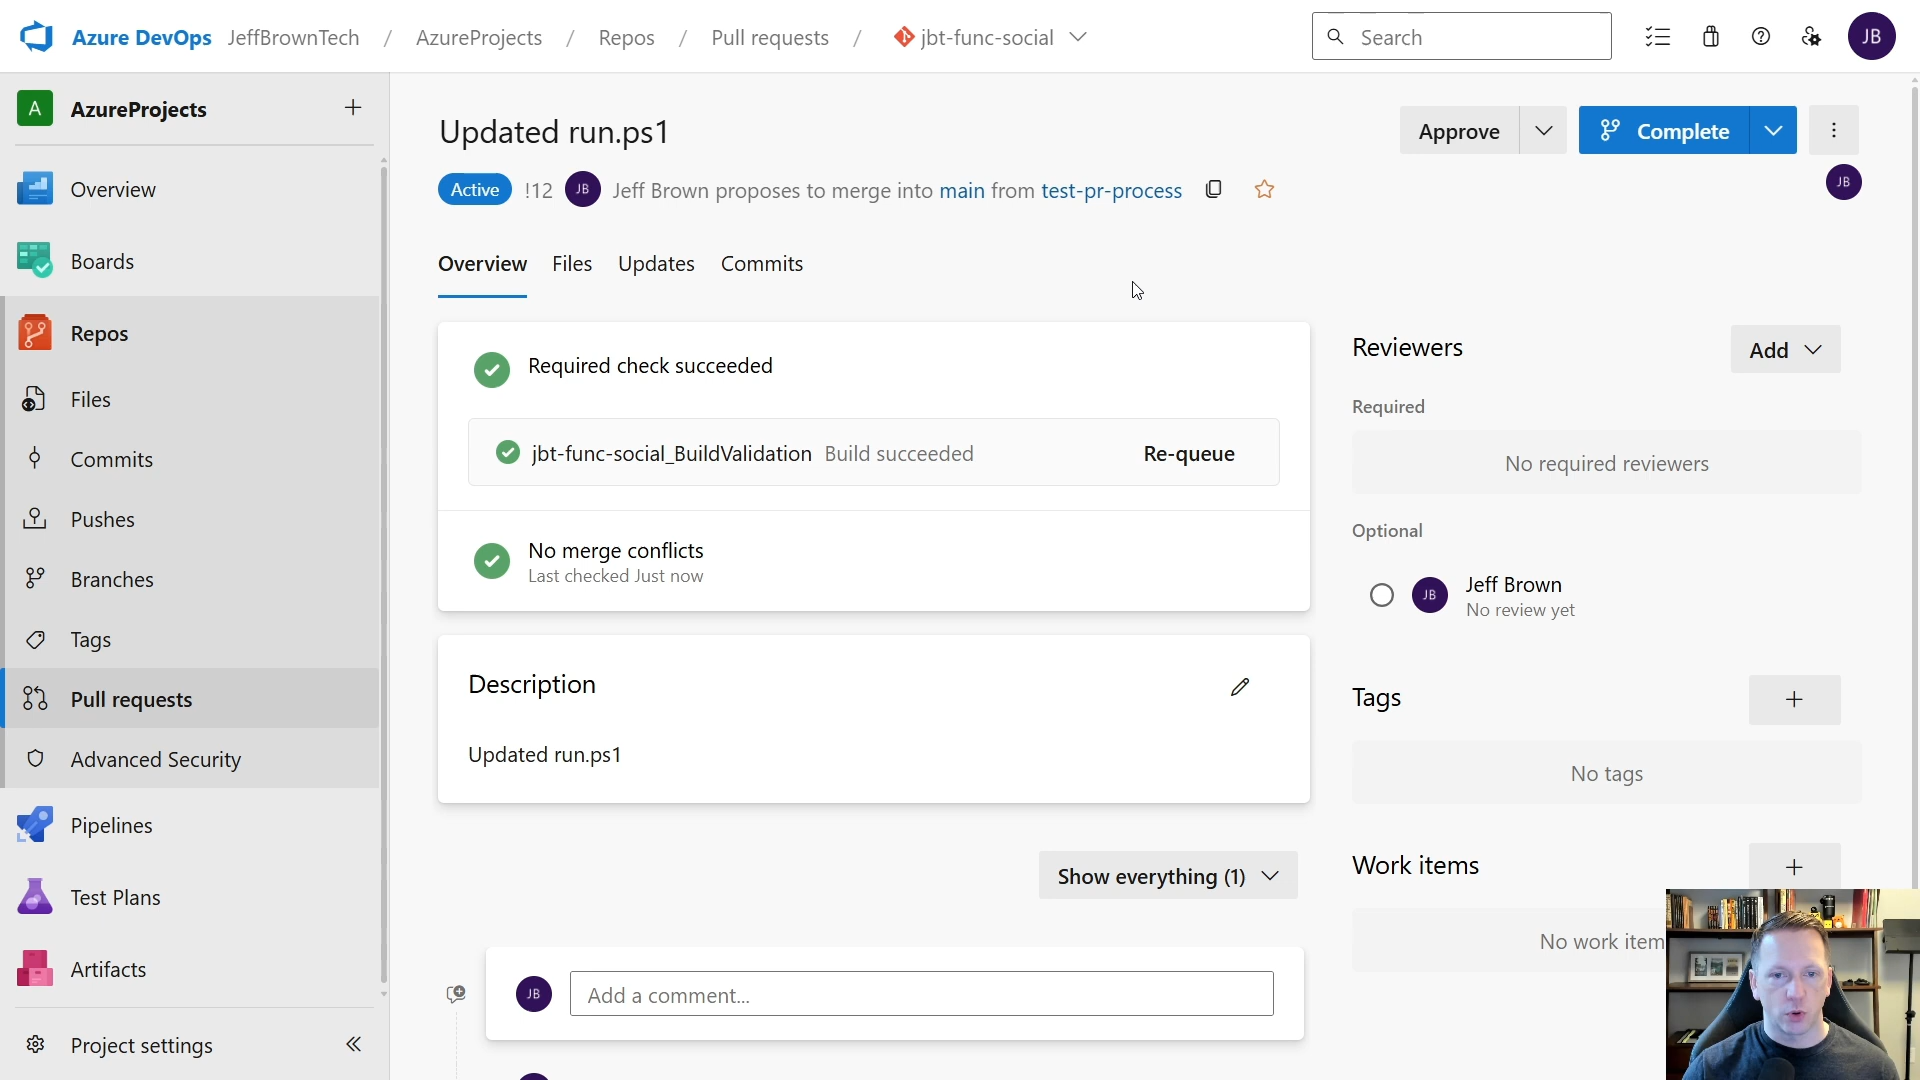 Azure DevOps JeffBrownTech / AzureProjects / Repos / Pull requests / jbt-func-social
Search
JB
A AzureProjects
Overview
Boards
Repos
Files
Commits
Pushes
Branches
Tags
Pull requests
Advanced Security
Pipelines
Test Plans
Artifacts
Project settings
Updated run.ps1
Approve
Complete
Active !12 JB Jeff Brown proposes to merge into main from test-pr-process
JB
Overview Files Updates Commits
Required check succeeded
jbt-func-social_BuildValidation Build succeeded Re-queue
No merge conflicts
Last checked Just now
Description
Updated run.ps1
Show everything (1)
JB Add a comment...
Reviewers
Add
Required
No required reviewers
Optional
JB Jeff Brown
No review yet
Tags
No tags
Work items
No work item